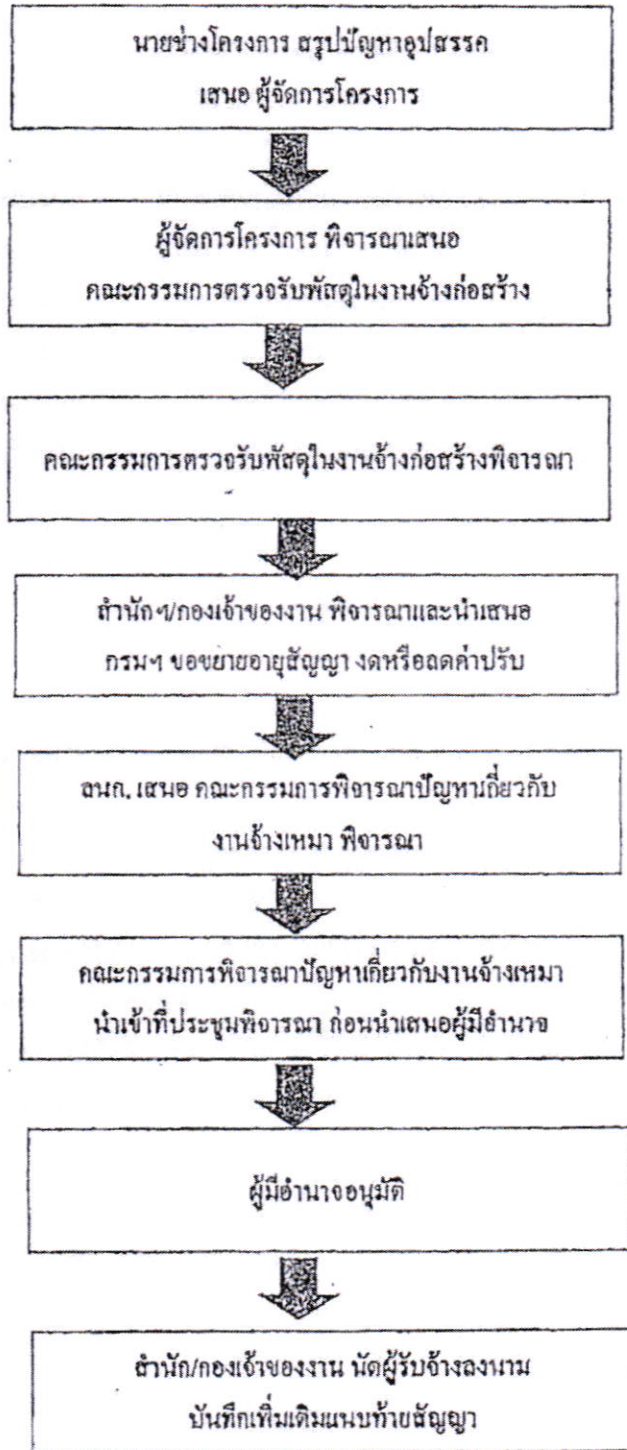 นายช่างโครงการ สรุปปัญหาอุปสรรค
เสนอ ผู้จัดการโครงการ
ผู้จัดการโครงการ พิจารณาเสนอ
คณะกรรมการตรวจรับพัสดุในงานจ้างก่อสร้าง
คณะกรรมการตรวจรับพัสดุในงานจ้างก่อสร้างพิจารณา
สำนักฯ/กองเจ้าของงาน พิจารณาและนำเสนอ
กรมฯ ขอขยายอายุสัญญา งดหรือลดค่าปรับ
ลนก. เสนอ คณะกรรมการพิจารณาปัญหาเกี่ยวกับ
งานจ้างเหมา พิจารณา
คณะกรรมการพิจารณาปัญหาเกี่ยวกับงานจ้างเหมา
นำเข้าที่ประชุมพิจารณา ก่อนนำเสนอผู้มีอำนาจ
ผู้มีอำนาจอนุมัติ
สำนัก/กองเจ้าของงาน นัดผู้รับจ้างลงนาม
บันทึกเพิ่มเติมแนบท้ายสัญญา